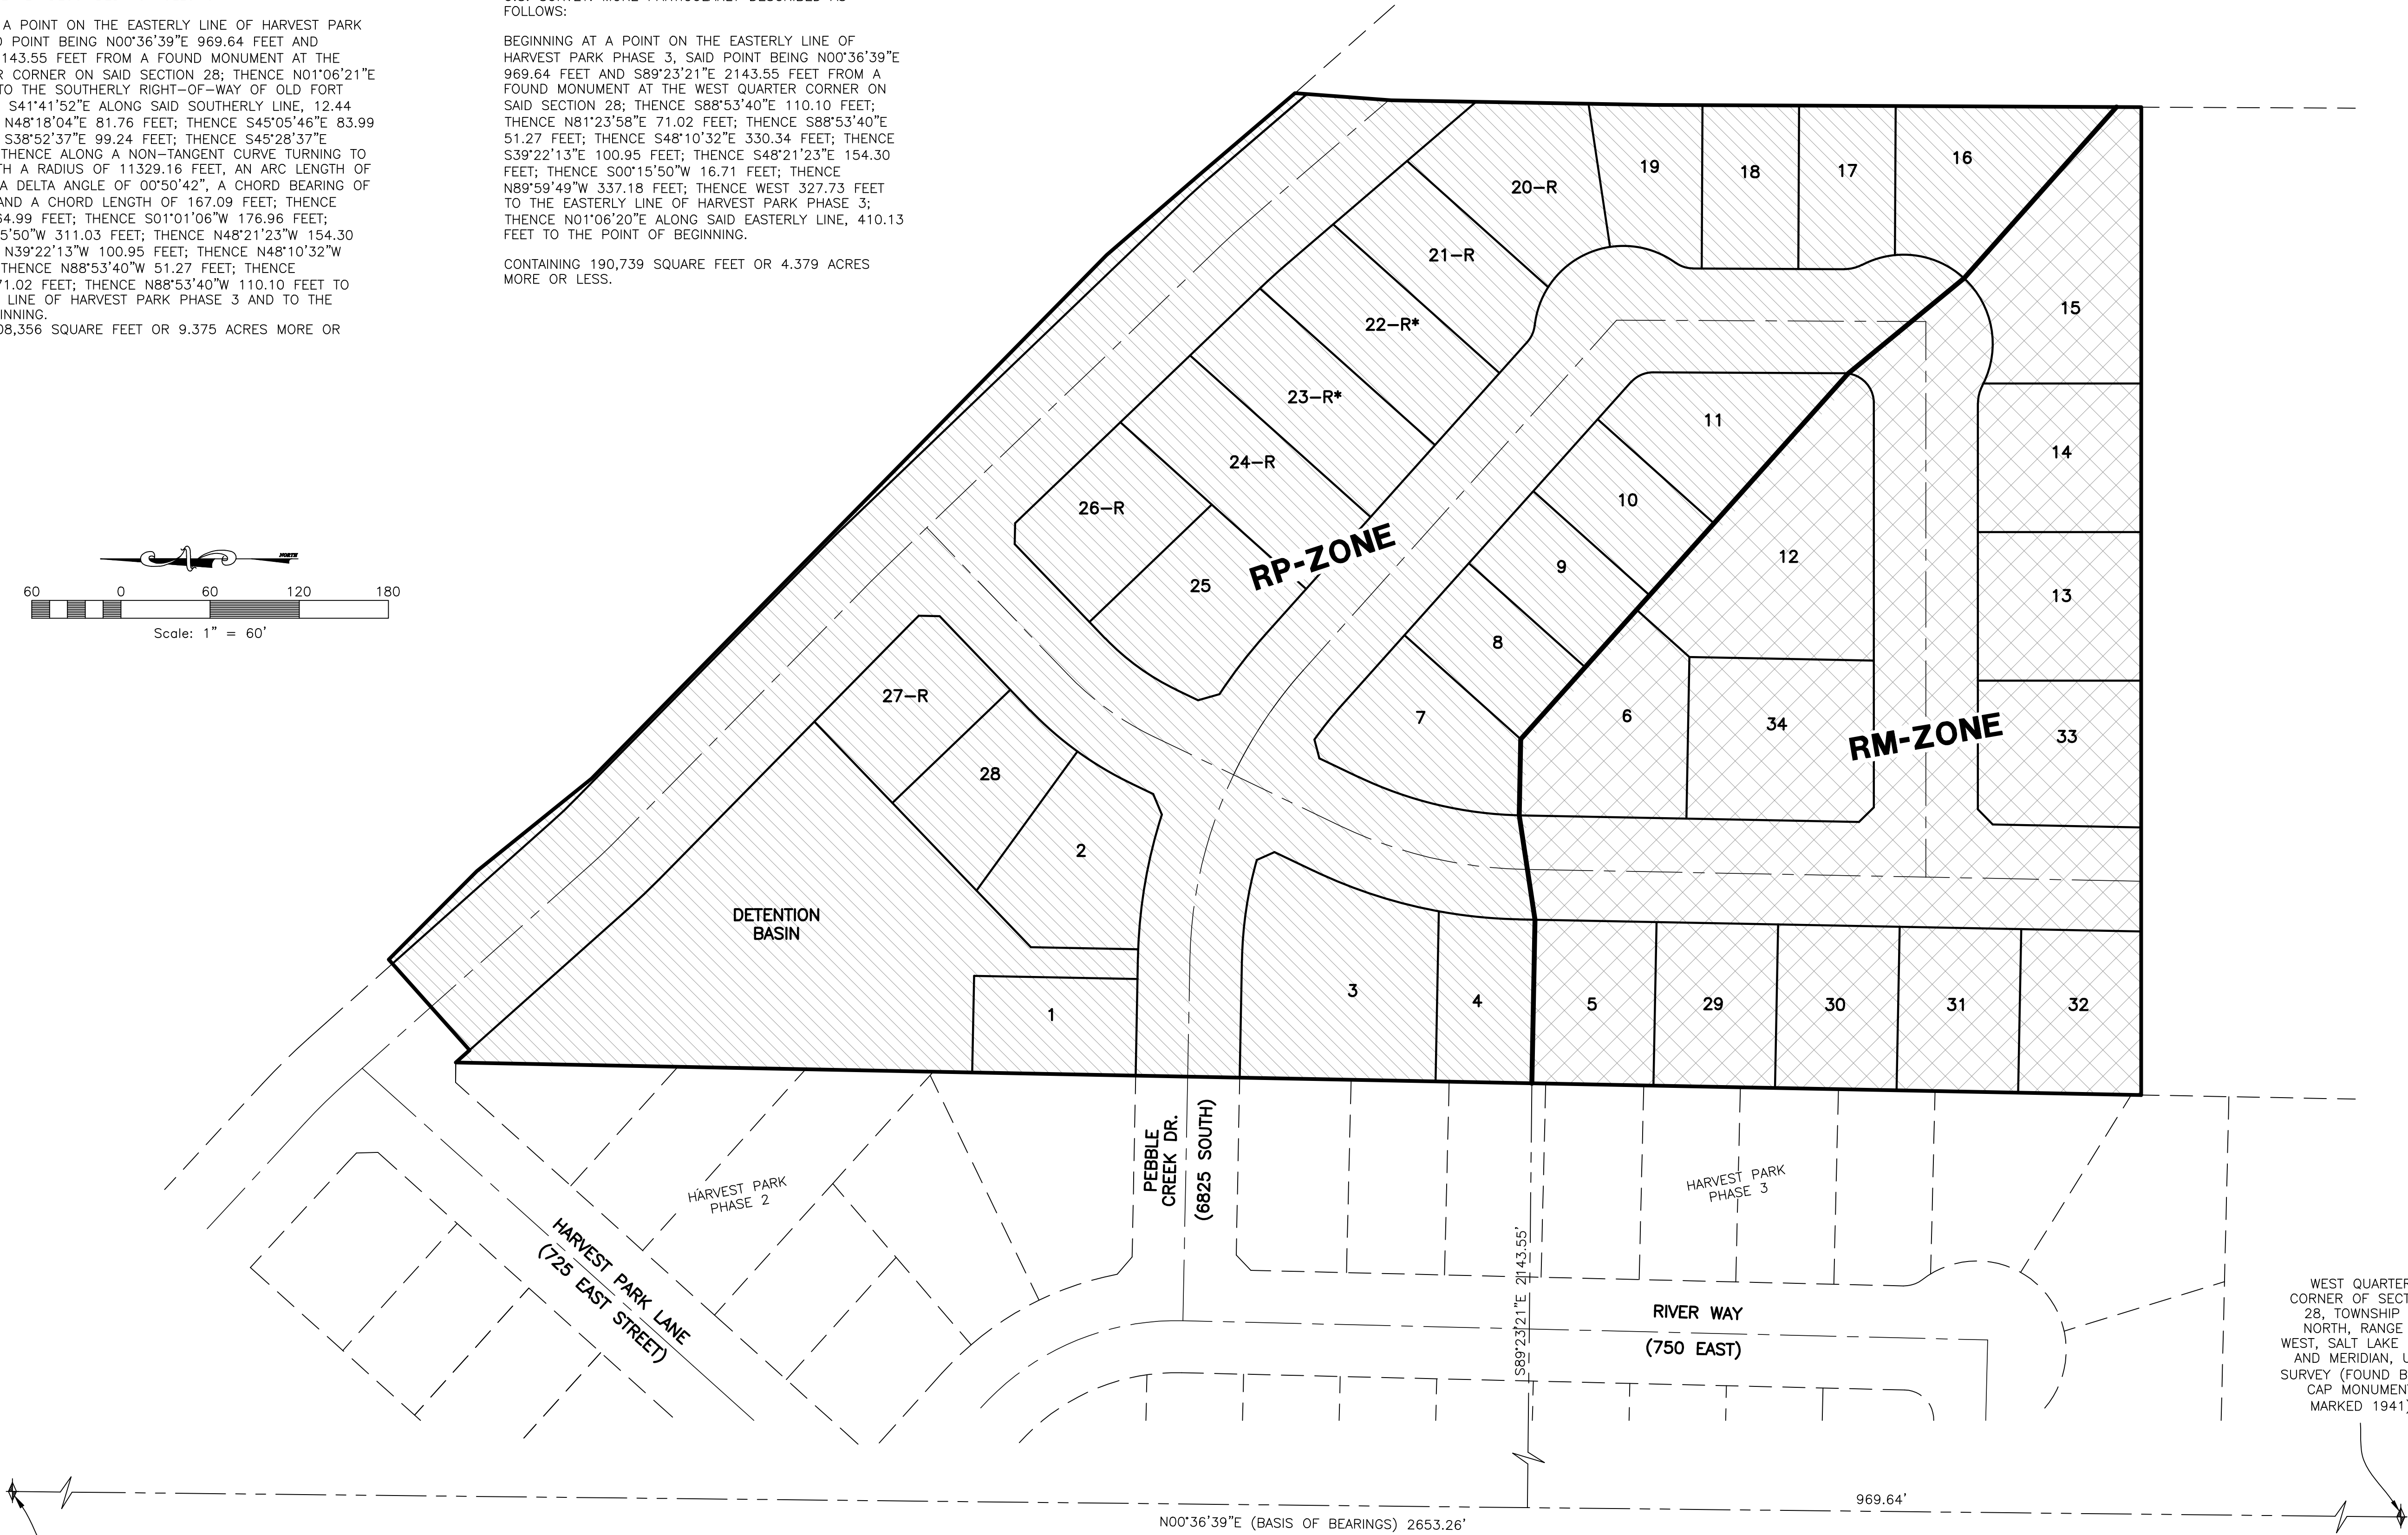 A POINT ON THE EASTERLY LINE OF HARVEST PARK
POINT BEING N00°36'39"E 969.64 FEET AND
143.55 FEET FROM A FOUND MONUMENT AT THE
CORNER ON SAID SECTION 28; THENCE N01°06'21"E
TO THE SOUTHERLY RIGHT-OF-WAY OF OLD FORT
S41°41'52"E ALONG SAID SOUTHERLY LINE, 12.44
N48°18'04"E 81.76 FEET; THENCE S45°05'46"E 83.99
S38°52'37"E 99.24 FEET; THENCE S45°28'37"E
THENCE ALONG A NON-TANGENT CURVE TURNING TO
A RADIUS OF 11329.16 FEET, AN ARC LENGTH OF
A DELTA ANGLE OF 00°50'42", A CHORD BEARING OF
AND A CHORD LENGTH OF 167.09 FEET; THENCE
64.99 FEET; THENCE S01°01'06"W 176.96 FEET;
5'50"W 311.03 FEET; THENCE N48°21'23"W 154.30
N39°22'13"W 100.95 FEET; THENCE N48°10'32"W
THENCE N88°53'40"W 51.27 FEET; THENCE
71.02 FEET; THENCE N88°53'40"W 110.10 FEET TO
LINE OF HARVEST PARK PHASE 3 AND TO THE
INNING.
08,356 SQUARE FEET OR 9.375 ACRES MORE OR
FOLLOWS:
BEGINNING AT A POINT ON THE EASTERLY LINE OF
HARVEST PARK PHASE 3, SAID POINT BEING N00°36'39"E
969.64 FEET AND S89°23'21"E 2143.55 FEET FROM A
FOUND MONUMENT AT THE WEST QUARTER CORNER ON
SAID SECTION 28; THENCE S88°53'40"E 110.10 FEET;
THENCE N81°23'58"E 71.02 FEET; THENCE S88°53'40"E
51.27 FEET; THENCE S48°10'32"E 330.34 FEET; THENCE
S39°22'13"E 100.95 FEET; THENCE S48°21'23"E 154.30
FEET; THENCE S00°15'50"W 16.71 FEET; THENCE
N89°59'49"W 337.18 FEET; THENCE WEST 327.73 FEET
TO THE EASTERLY LINE OF HARVEST PARK PHASE 3;
THENCE N01°06'20"E ALONG SAID EASTERLY LINE, 410.13
FEET TO THE POINT OF BEGINNING.
CONTAINING 190,739 SQUARE FEET OR 4.379 ACRES
MORE OR LESS.
NORTH
60 0 60 120 180
Scale: 1" = 60'
16
17
18
19
20-R
21-R
22-R*
23-R*
24-R
26-R
25
RP-ZONE
15
14
13
33
11
10
9
8
7
12
6
34
RM-ZONE
27-R
28
2
DETENTION
BASIN
1
3
4
5
29
30
31
32
PEBBLE
CREEK DR.
(6825 SOUTH)
HARVEST PARK
PHASE 2
HARVEST PARK LANE
(725 EAST STREET)
HARVEST PARK
PHASE 3
S89°23'21"E 2143.55'
RIVER WAY
(750 EAST)
WEST QUARTER
CORNER OF SECT
28, TOWNSHIP
NORTH, RANGE
WEST, SALT LAKE
AND MERIDIAN, U
SURVEY (FOUND B
CAP MONUMENT
MARKED 1941)
969.64'
N00°36'39"E (BASIS OF BEARINGS) 2653.26'